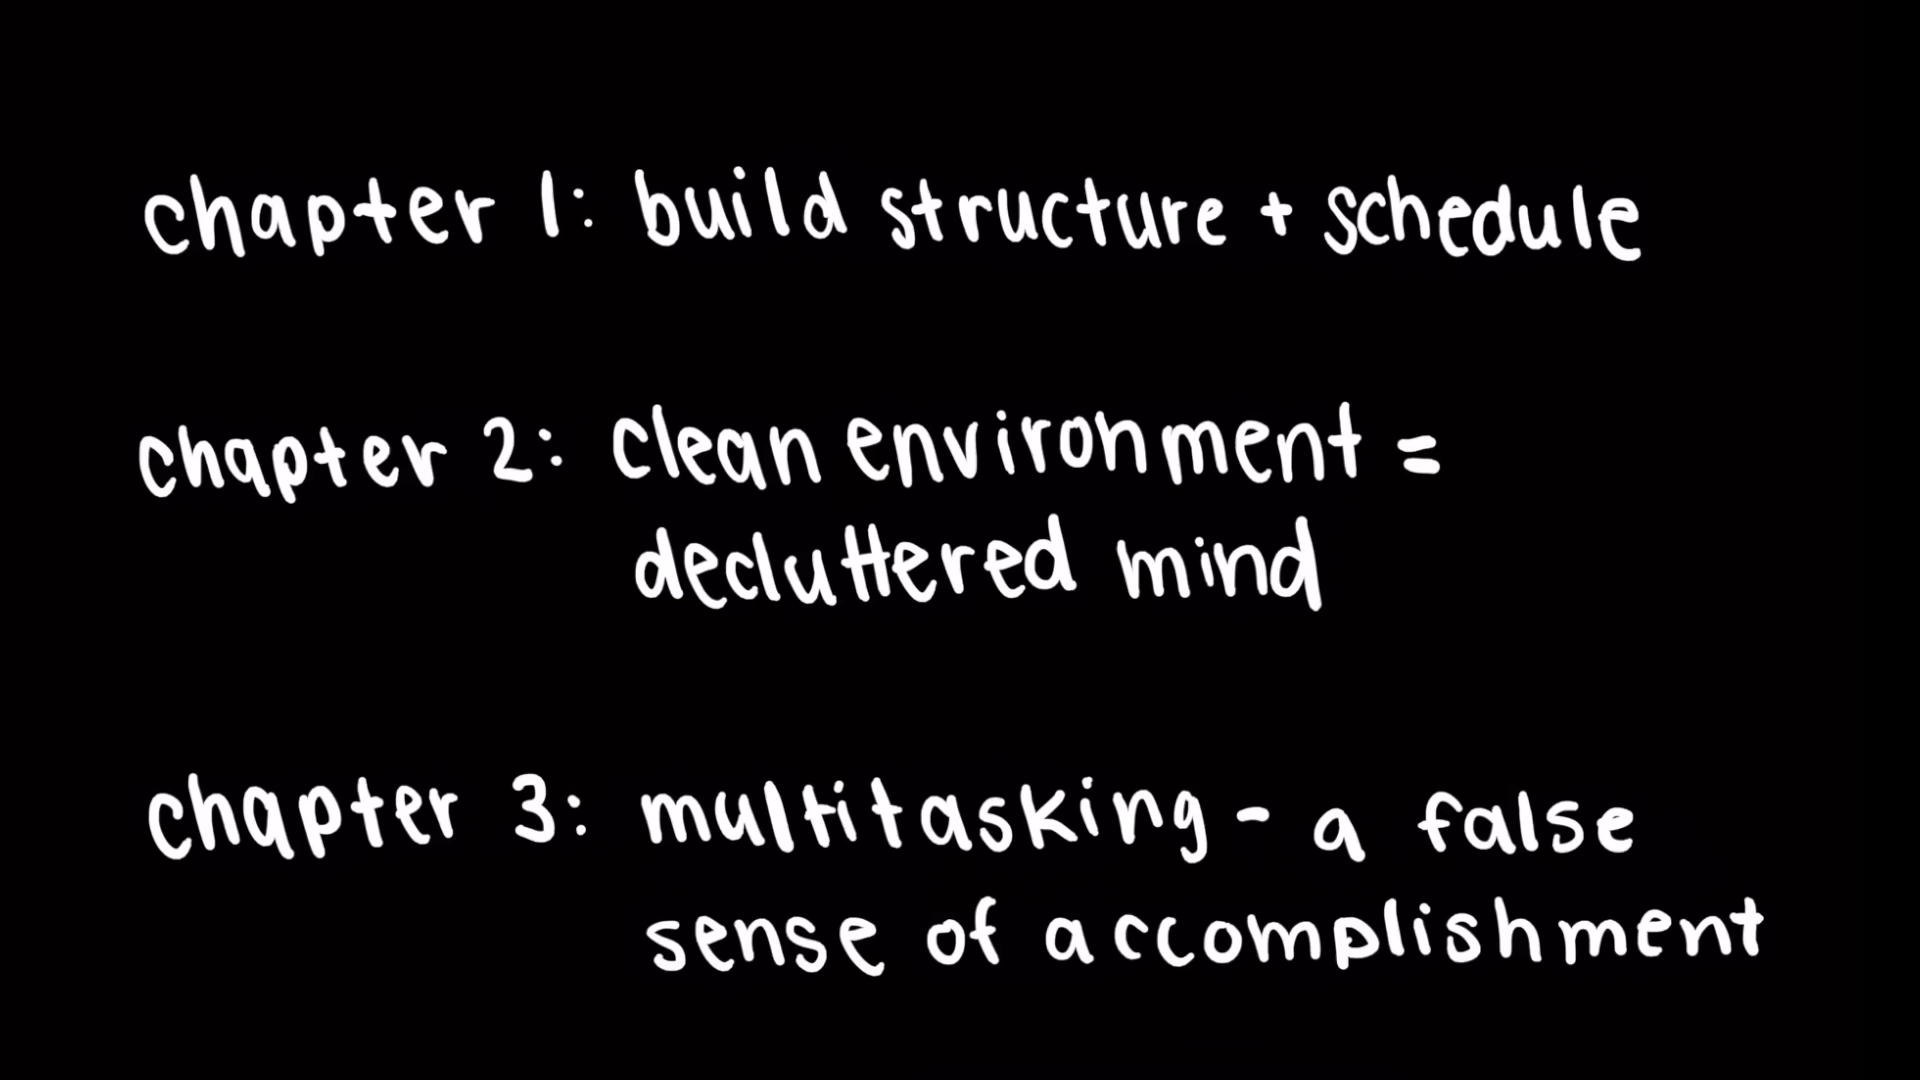 chapter 1: build structure + schedule
chapter 2: clean environment =
decluttered mind
chapter 3: multitasking - a false
sense of accomplishment